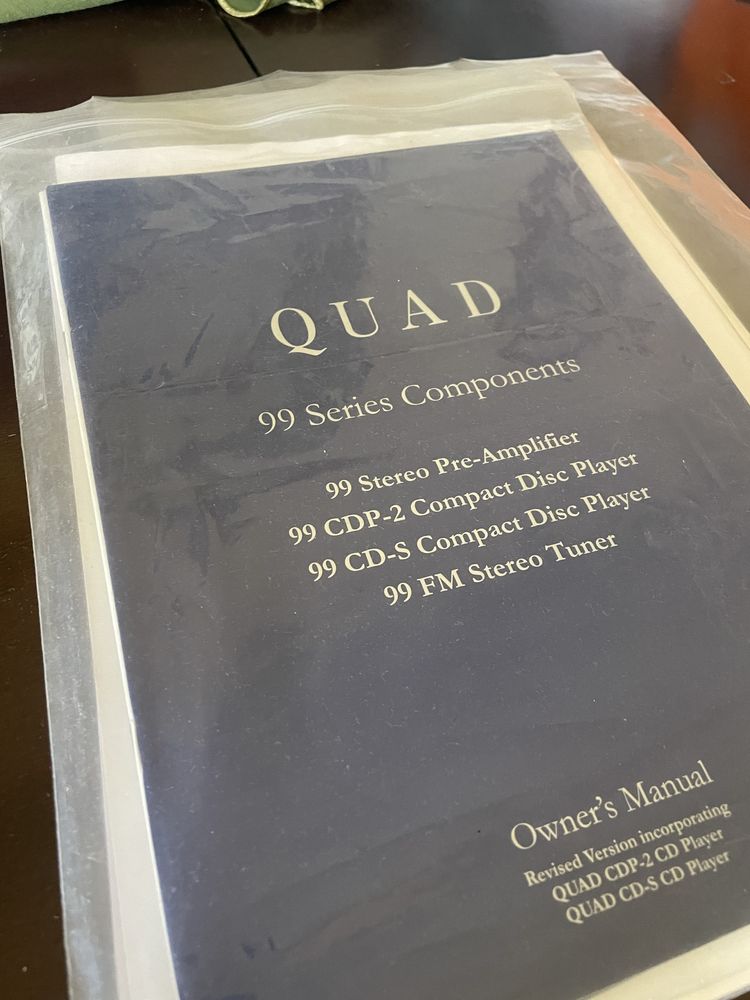 QUAD
99 Series Components
99 Stereo Pre-Amplifier
99 CDP-2 Compact Disc Player
99 CD-S Compact Disc Player
99 FM Stereo Tuner
Owner's Manual
Revised Version incorporating
QUAD CDP-2 CD Player
QUAD CD-S CD Player